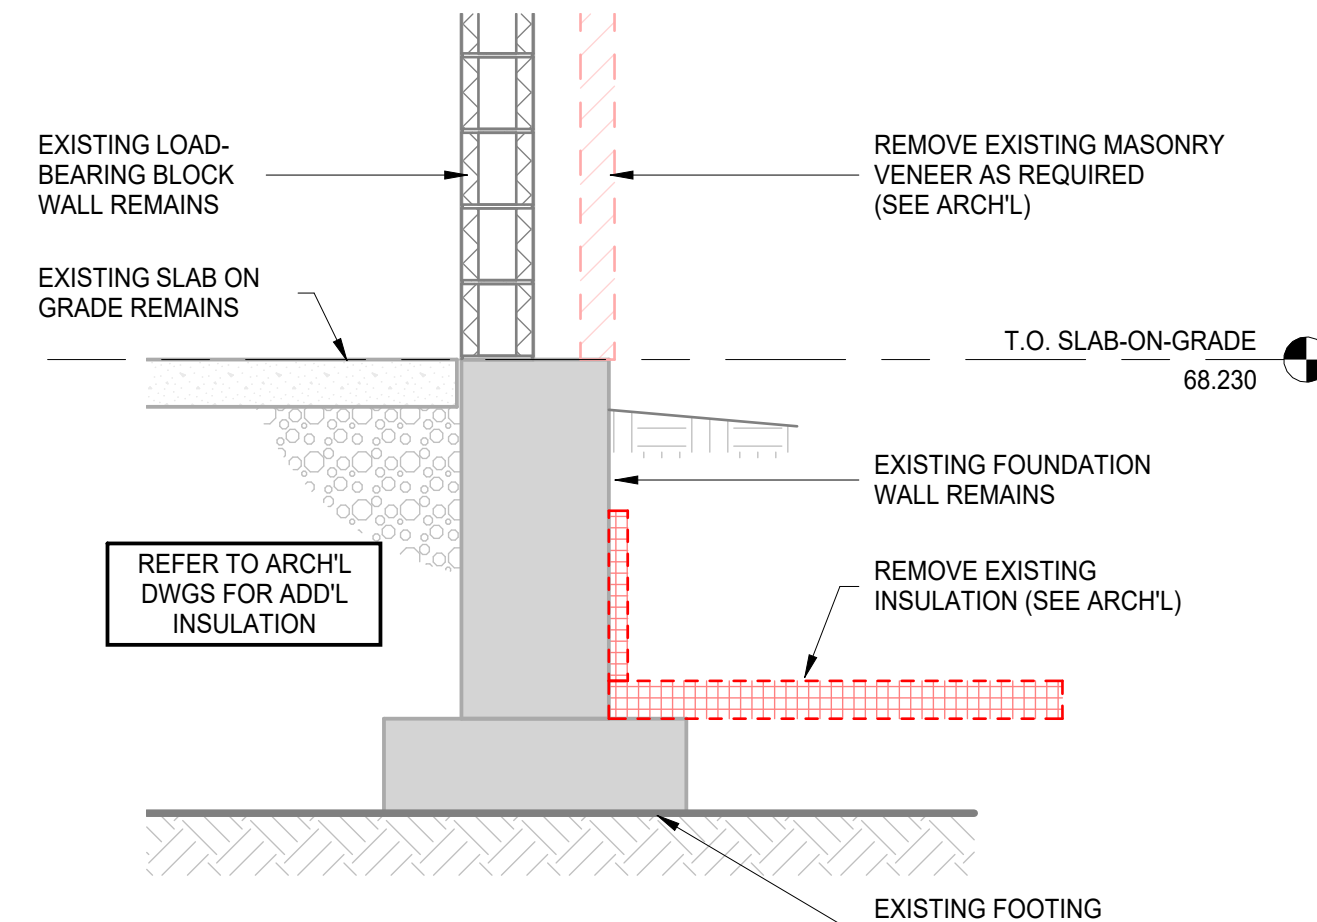 EXISTING LOAD-
BEARING BLOCK
WALL REMAINS
REMOVE EXISTING MASONRY
VENEER AS REQUIRED
(SEE ARCH'L)
EXISTING SLAB ON
GRADE REMAINS
T.O. SLAB-ON-GRADE
68.230
EXISTING FOUNDATION
WALL REMAINS
REFER TO ARCH'L
DWGS FOR ADD'L
INSULATION
REMOVE EXISTING
INSULATION (SEE ARCH'L)
EXISTING FOOTING